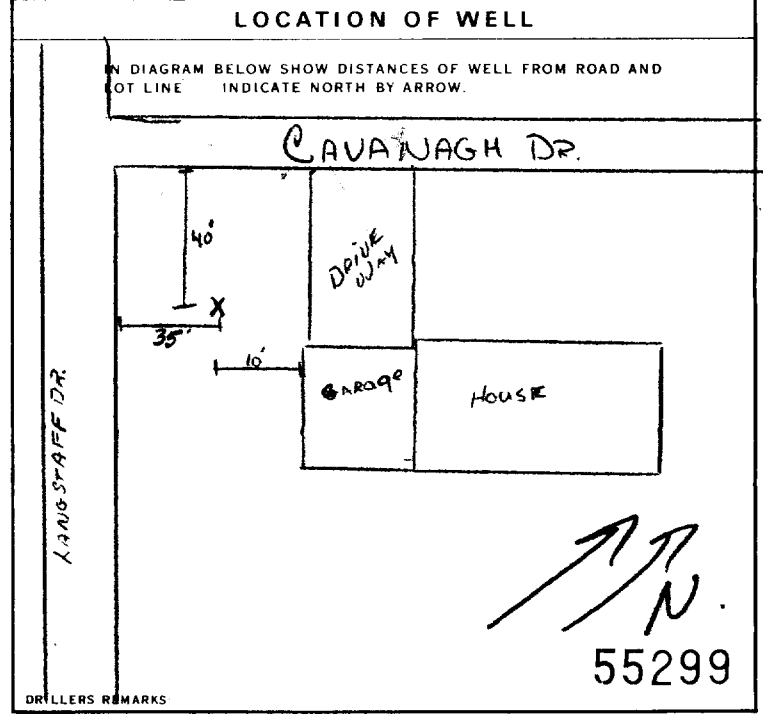 LOCATION OF WELL
IN DIAGRAM BELOW SHOW DISTANCES OF WELL FROM ROAD AND
LOT LINE INDICATE NORTH BY ARROW.
CAVANAGH DR.
40'
DRIVE
WAY
X
35'
10'
GARAGE
HOUSE
LANGSTAFF DR.
N.
55299
DRILLERS REMARKS